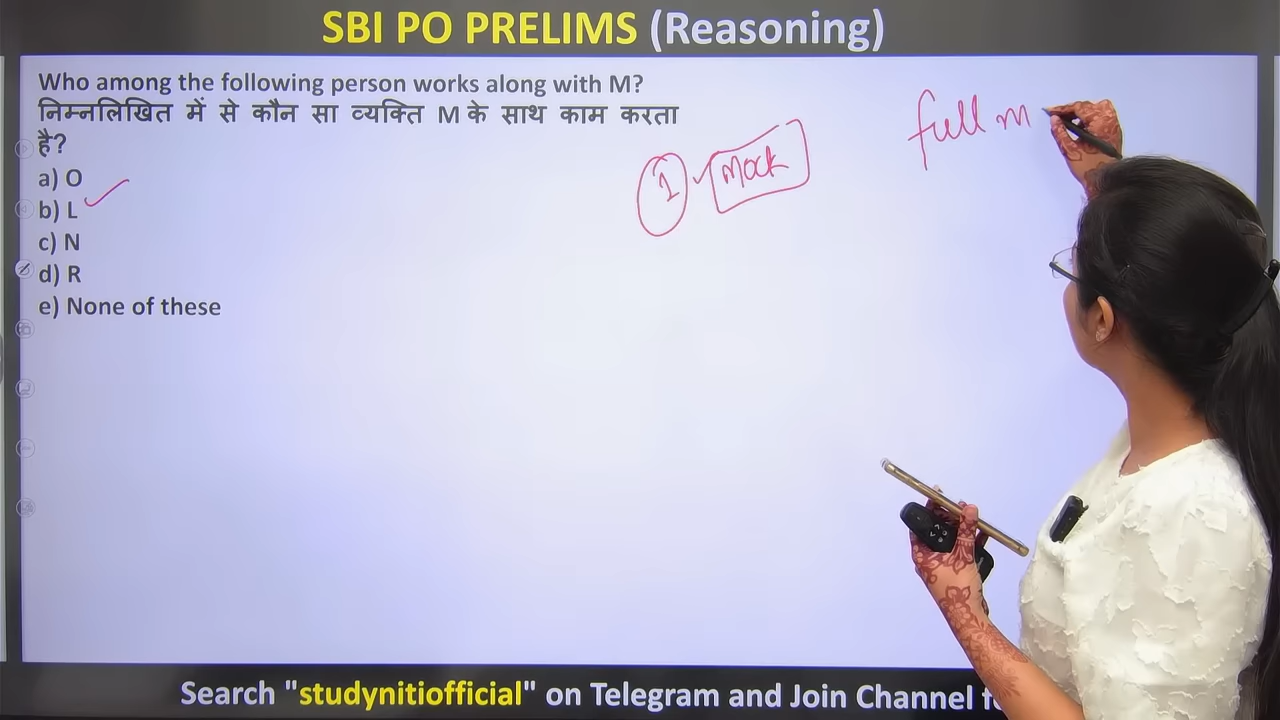 SBI PO PRELIMS (Reasoning)
Who among the following person works along with M?
निम्नलिखित में से कौन सा व्यक्ति M के साथ काम करता
है?
a) O
b) L
c) N
d) R
e) None of these
1 Mock
full m
Search "studynitiofficial" on Telegram and Join Channel